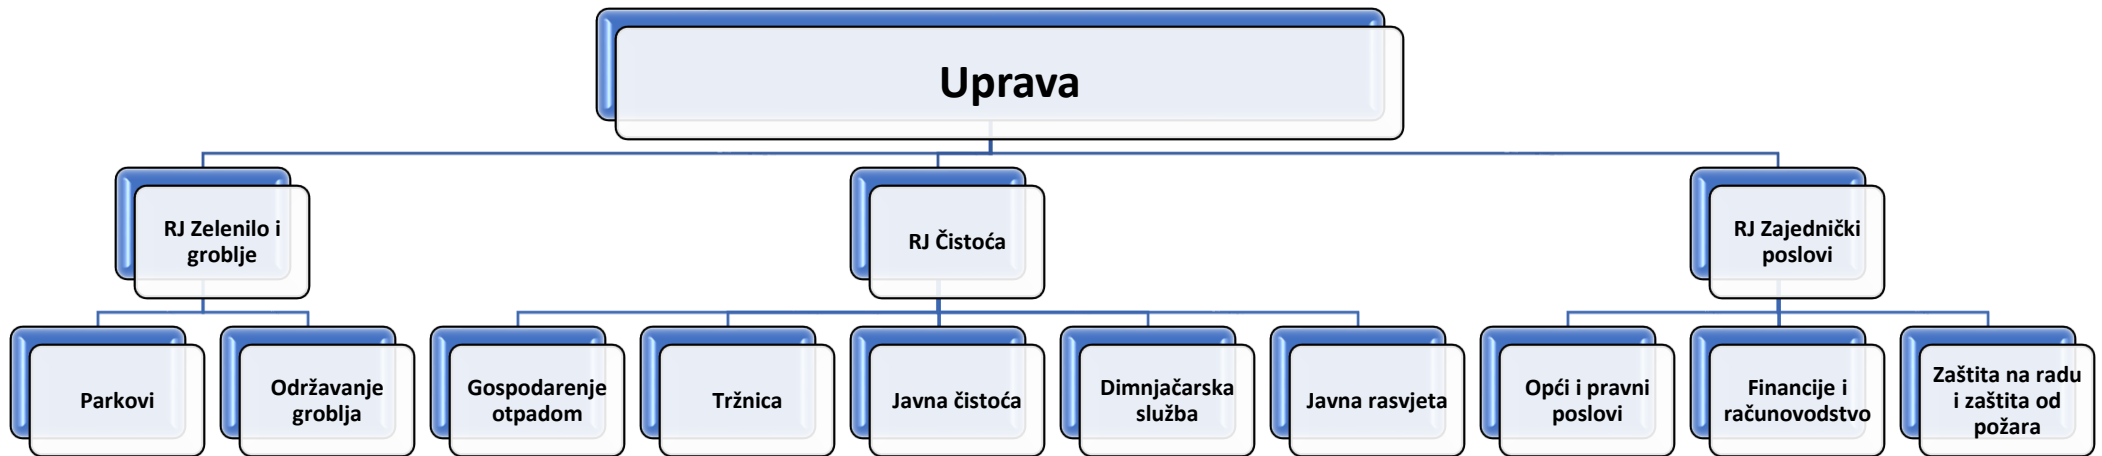 Uprava
RJ Zelenilo i
groblje
RJ Čistoća
RJ Zajednički
poslovi
Parkovi
Održavanje
groblja
Gospodarenje
otpadom
Tržnica
Javna čistoća
Dimnjačarska
služba
Javna rasvjeta
Opći i pravni
poslovi
Financije i
računovodstvo
Zaštita na radu
i zaštita od
požara